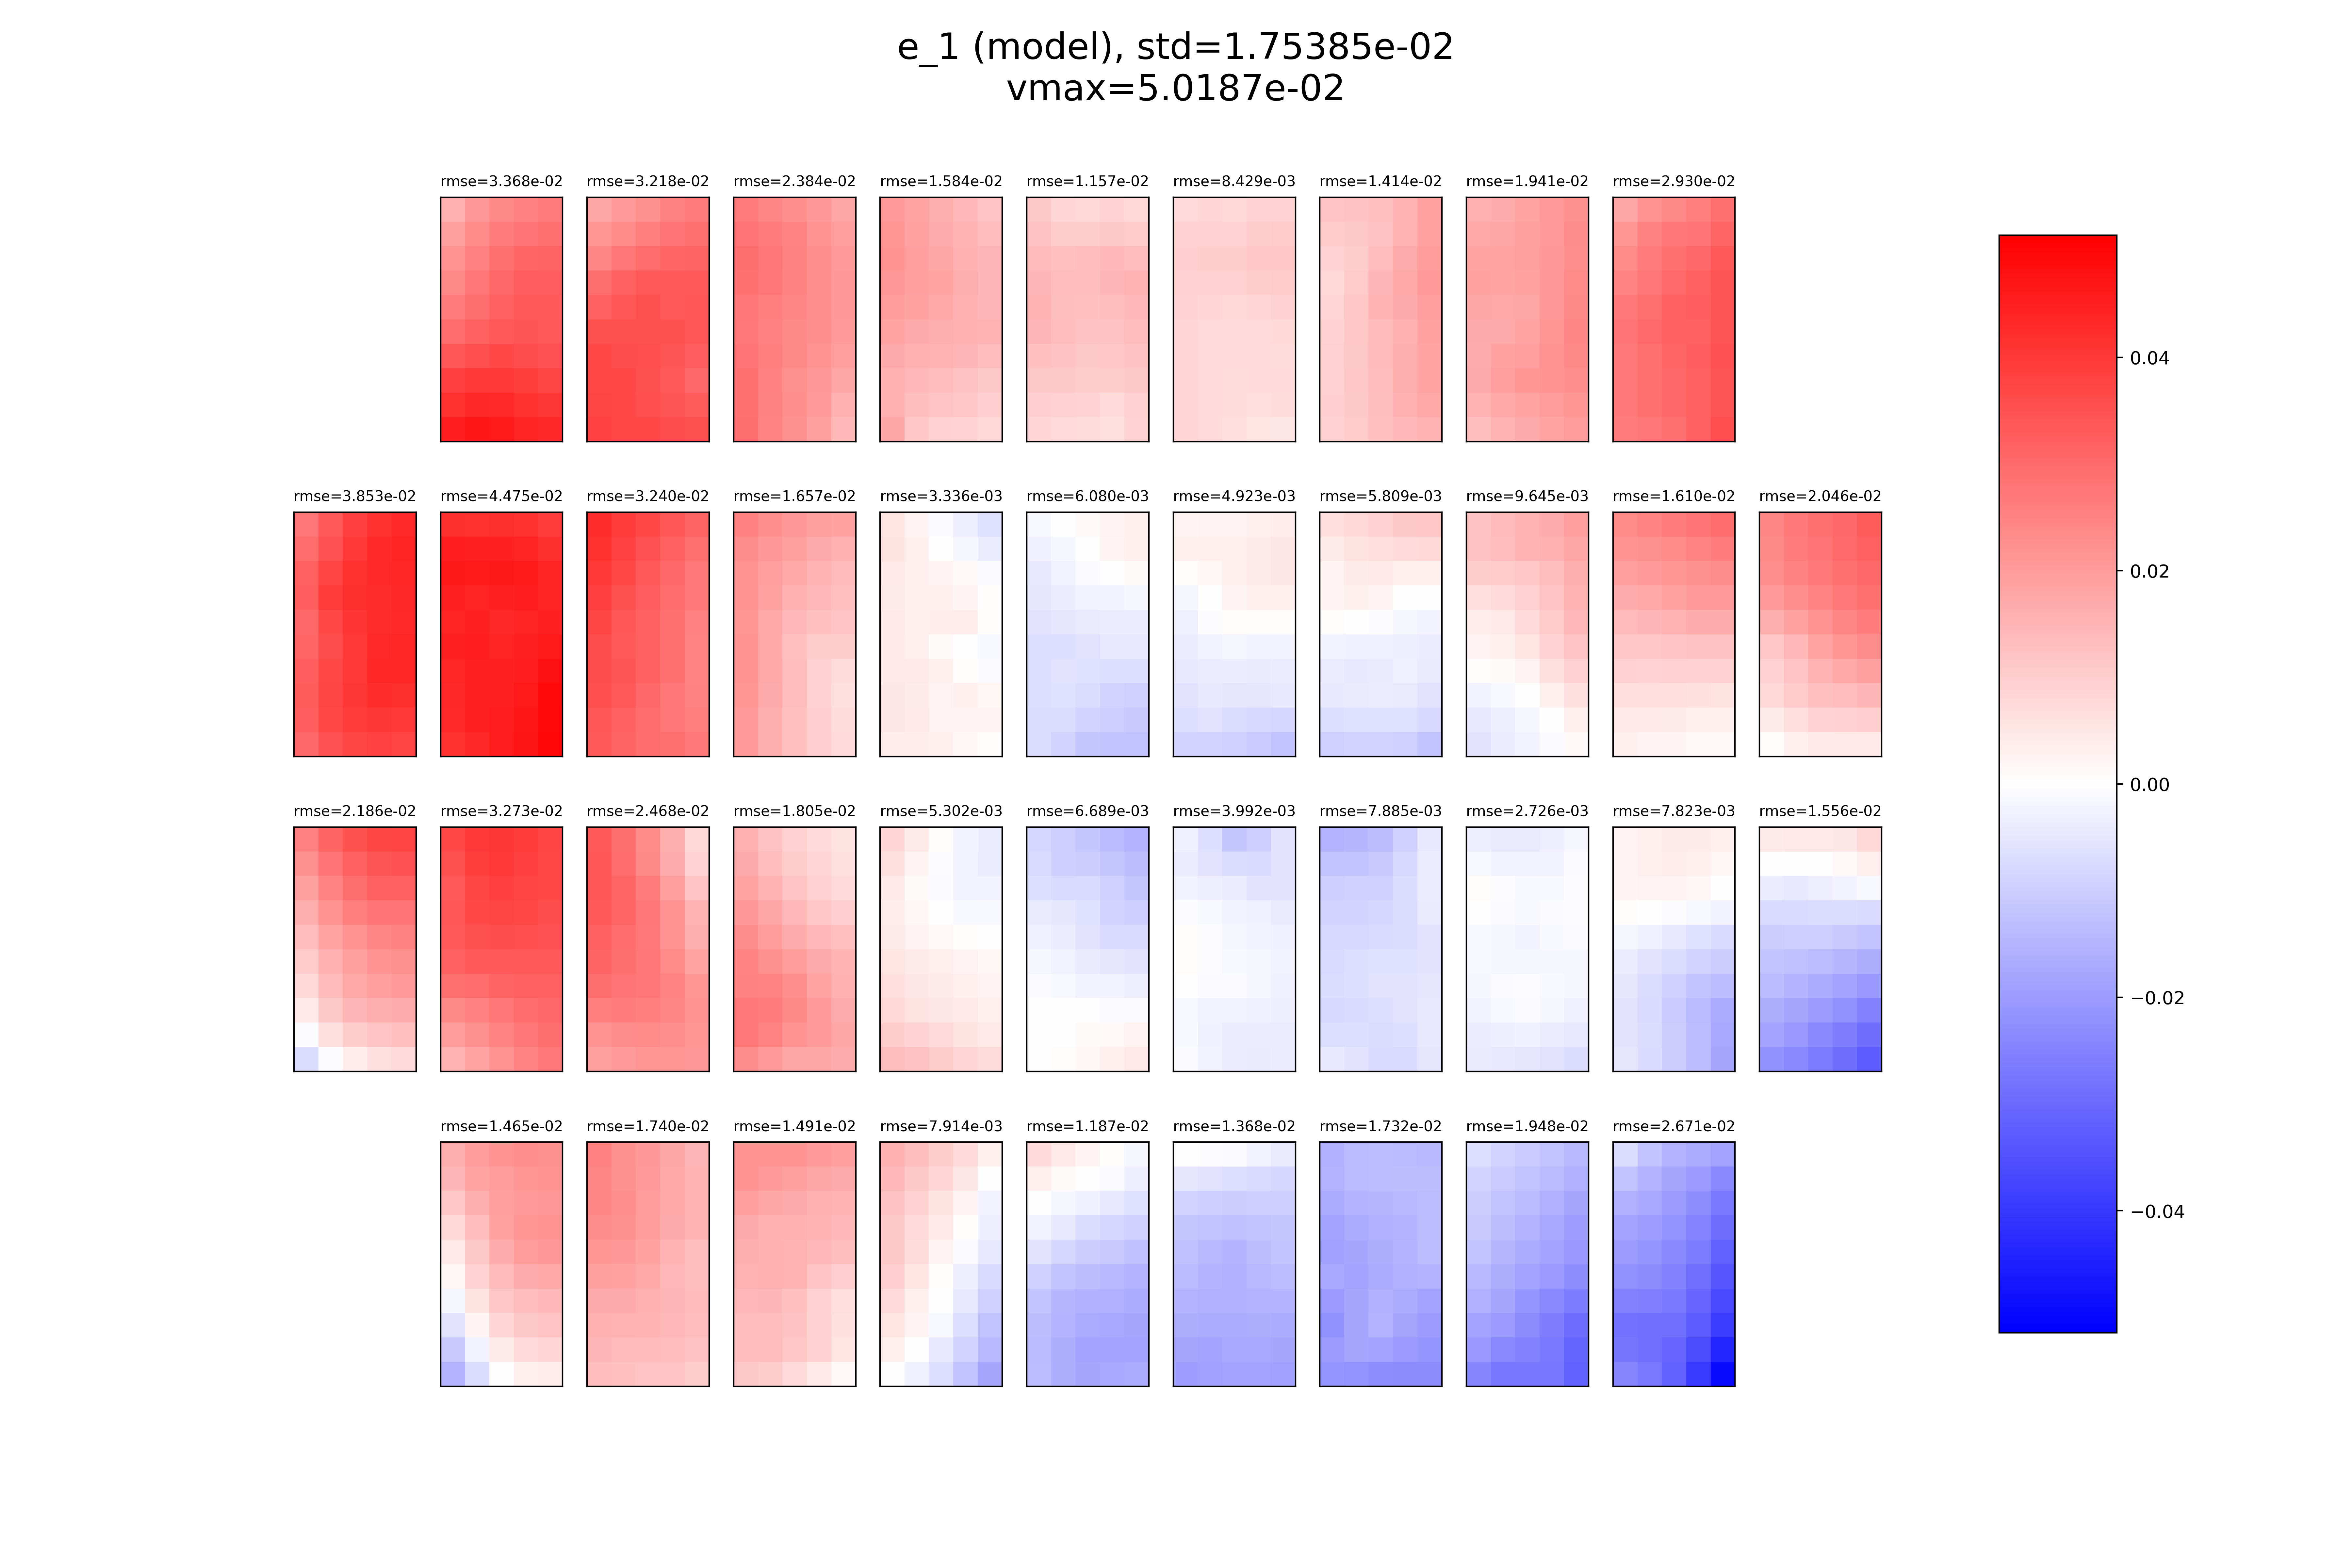 e_1 (model), std=1.75385e-02
vmax=5.0187e-02
rmse=3.368e-02 rmse=3.218e-02 rmse=2.384e-02 rmse=1.584e-02 rmse=1.157e-02 rmse=8.429e-03 rmse=1.414e-02 rmse=1.941e-02 rmse=2.930e-02
rmse=3.853e-02 rmse=4.475e-02 rmse=3.240e-02 rmse=1.657e-02 rmse=3.336e-03 rmse=6.080e-03 rmse=4.923e-03 rmse=5.809e-03 rmse=9.645e-03 rmse=1.610e-02 rmse=2.046e-02
rmse=2.186e-02 rmse=3.273e-02 rmse=2.468e-02 rmse=1.805e-02 rmse=5.302e-03 rmse=6.689e-03 rmse=3.992e-03 rmse=7.885e-03 rmse=2.726e-03 rmse=7.823e-03 rmse=1.556e-02
rmse=1.465e-02 rmse=1.740e-02 rmse=1.491e-02 rmse=7.914e-03 rmse=1.187e-02 rmse=1.368e-02 rmse=1.732e-02 rmse=1.948e-02 rmse=2.671e-02
0.04
0.02
0.00
−0.02
−0.04